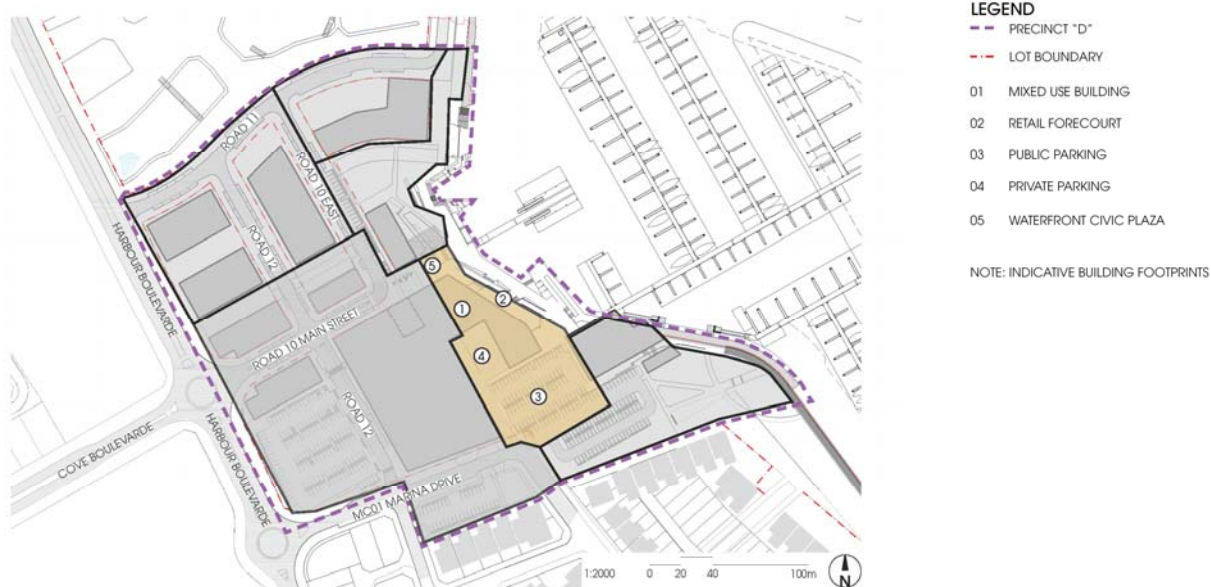 LEGEND
PRECINCT "D"
LOT BOUNDARY
01 MIXED USE BUILDING
02 RETAIL FORECOURT
03 PUBLIC PARKING
04 PRIVATE PARKING
05 WATERFRONT CIVIC PLAZA
NOTE: INDICATIVE BUILDING FOOTPRINTS
ROAD 11
ROAD 10 EAST
ROAD 12
HARBOUR BOULEVARDE
5
2
1
ROAD 10 MAIN STREET
4
3
ROAD 12
HARBOUR BOULEVARDE
COVE BOULEVARDE
MC01 MARINA DRIVE
1:2000 0 20 40 100m
N